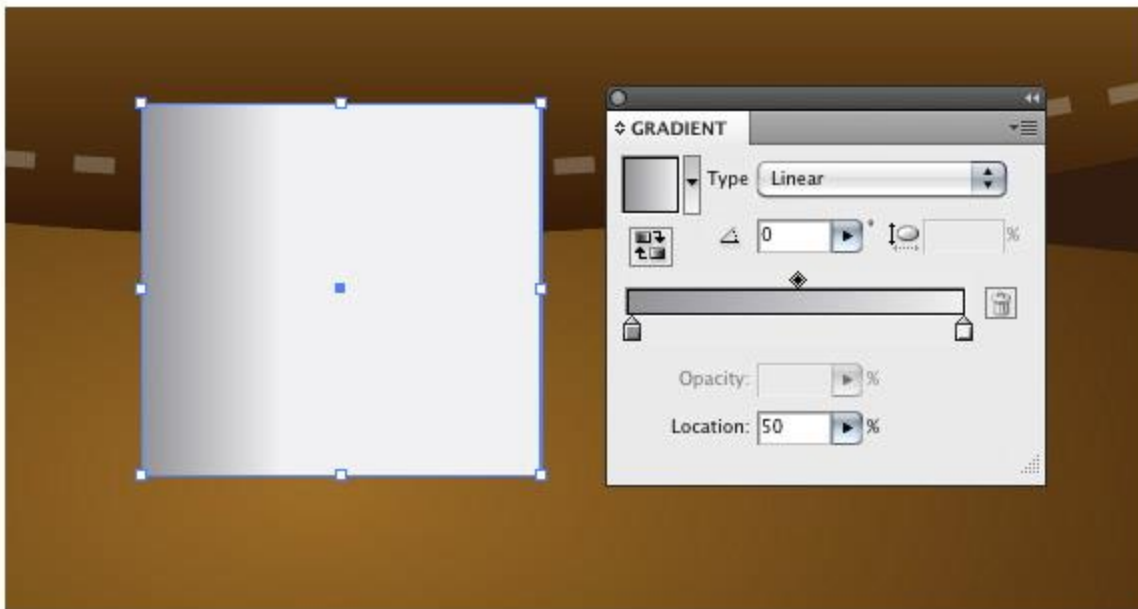 GRADIENT
Type Linear
0 ° %
Opacity: %
Location: 50 %